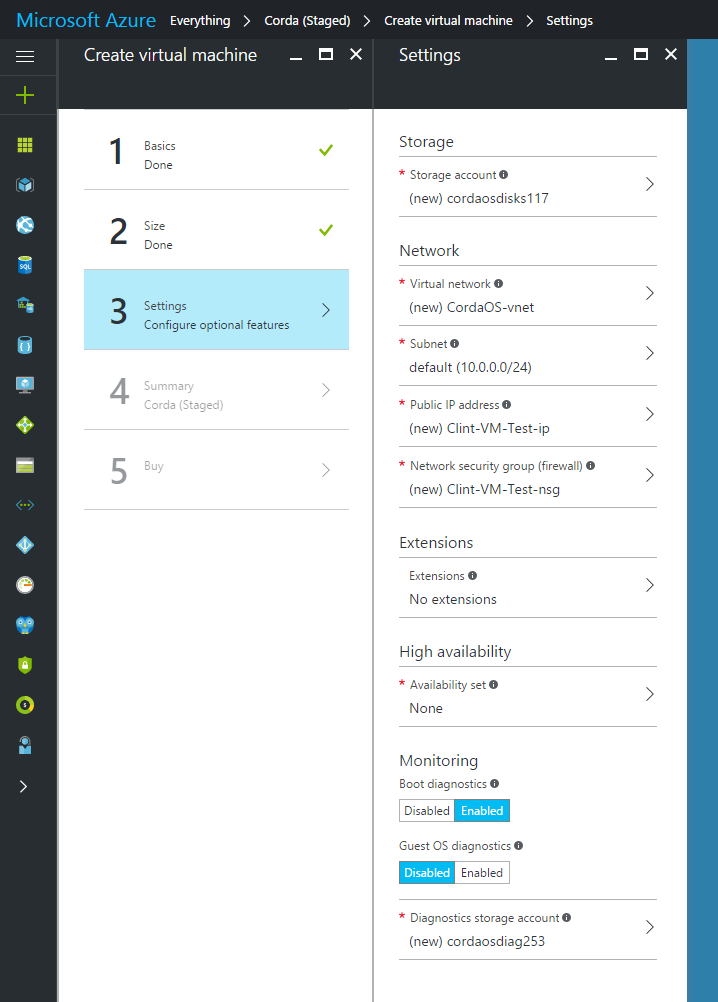 Microsoft Azure Everything > Corda (Staged) > Create virtual machine > Settings
Create virtual machine
1
Basics
Done
2
Size
Done
3
Settings
Configure optional features
4
Summary
Corda (Staged)
5
Buy
Settings
Storage
* Storage account
(new) cordaosdisks117
Network
* Virtual network
(new) CordaOS-vnet
* Subnet
default (10.0.0.0/24)
* Public IP address
(new) Clint-VM-Test-ip
* Network security group (firewall)
(new) Clint-VM-Test-nsg
Extensions
Extensions
No extensions
High availability
* Availability set
None
Monitoring
Boot diagnostics
Disabled Enabled
Guest OS diagnostics
Disabled Enabled
* Diagnostics storage account
(new) cordaosdiag253
SQL